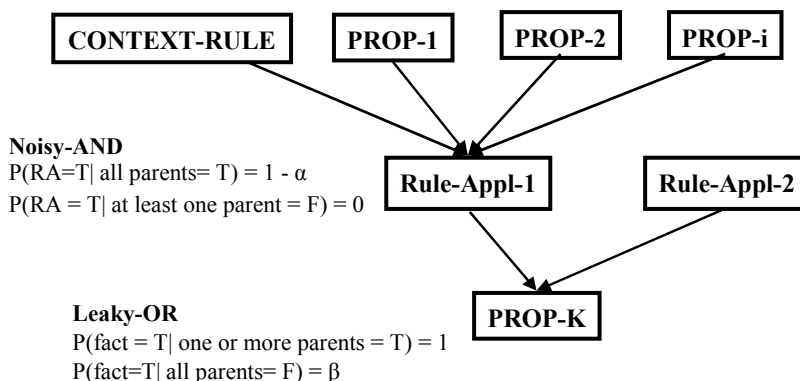 CONTEXT-RULE
PROP-1
PROP-2
PROP-i
Noisy-AND
P(RA=T| all parents= T) = 1 - α
P(RA = T| at least one parent = F) = 0
Rule-Appl-1
Rule-Appl-2
Leaky-OR
P(fact = T| one or more parents = T) = 1
P(fact=T| all parents= F) = β
PROP-K